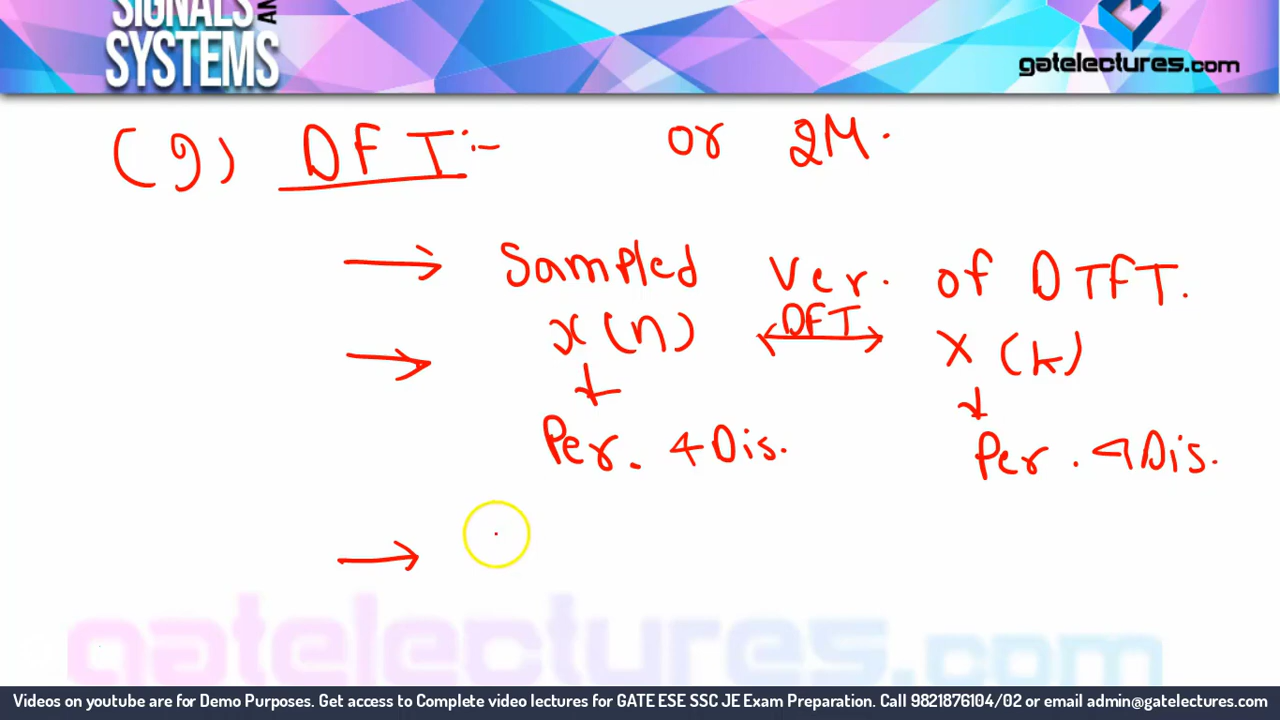 SIGNALS AND
SYSTEMS
gatelectures.com
(9) DFT:- or 2M.
→ Sampled Ver. of DTFT.
→ x(n) DFT X(k)
Per. & Dis. Per. & Dis.
→
gatelectures.com
Videos on youtube are for Demo Purposes. Get access to Complete video lectures for GATE ESE SSC JE Exam Preparation. Call 9821876104/02 or email admin@gatelectures.com